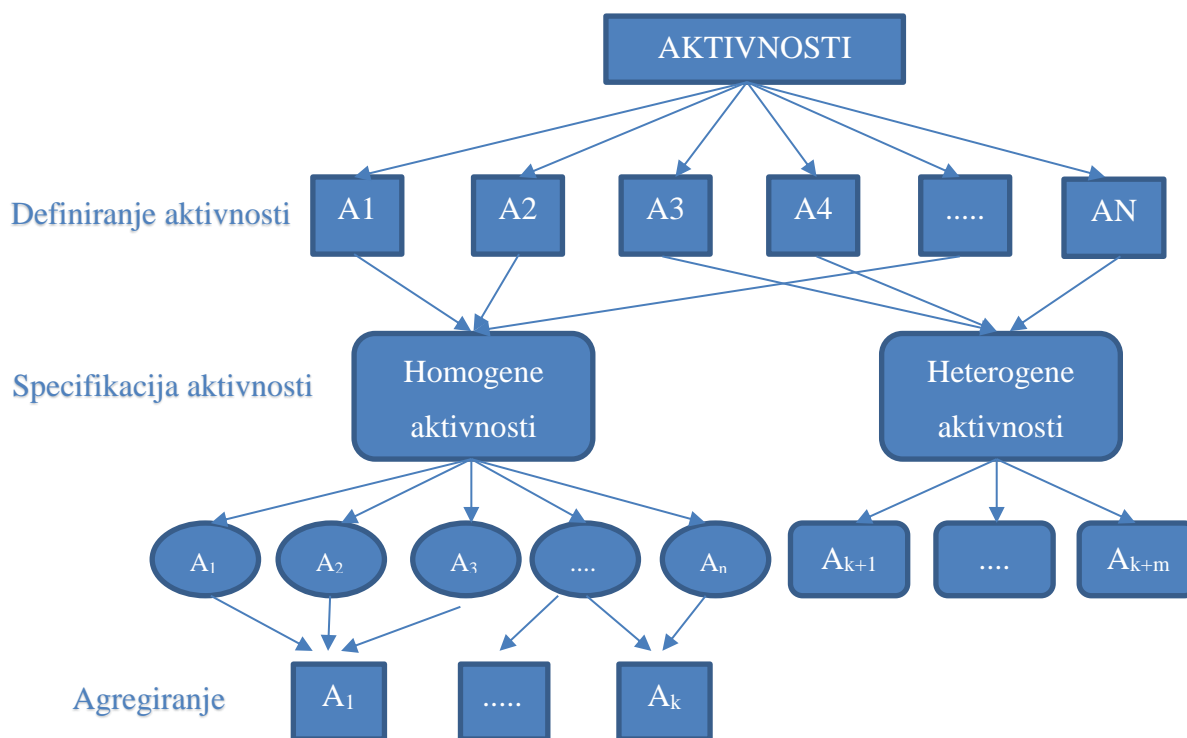 AKTIVNOSTI
Definiranje aktivnosti
A1
A2
A3
A4
.....
AN
Specifikacija aktivnosti
Homogene
aktivnosti
Heterogene
aktivnosti
A₁
A₂
A₃
....
Aₙ
Aₖ₊₁
....
Aₖ₊ₘ
Agregiranje
A₁
.....
Aₖ